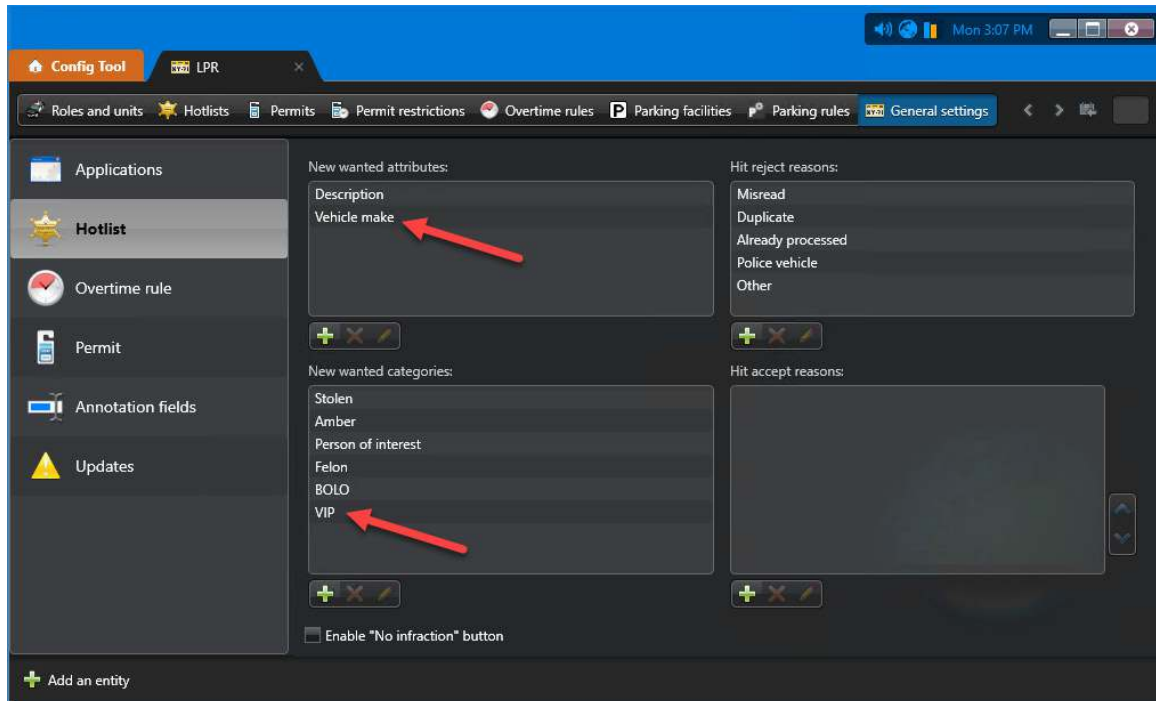 Mon 3:07 PM
Config Tool
LPR
Roles and units Hotlists Permits Permit restrictions Overtime rules Parking facilities Parking rules General settings
Applications
Hotlist
Overtime rule
Permit
Annotation fields
Updates
New wanted attributes:
Description
Vehicle make
Hit reject reasons:
Misread
Duplicate
Already processed
Police vehicle
Other
New wanted categories:
Stolen
Amber
Person of interest
Felon
BOLO
VIP
Hit accept reasons:
Enable "No infraction" button
Add an entity